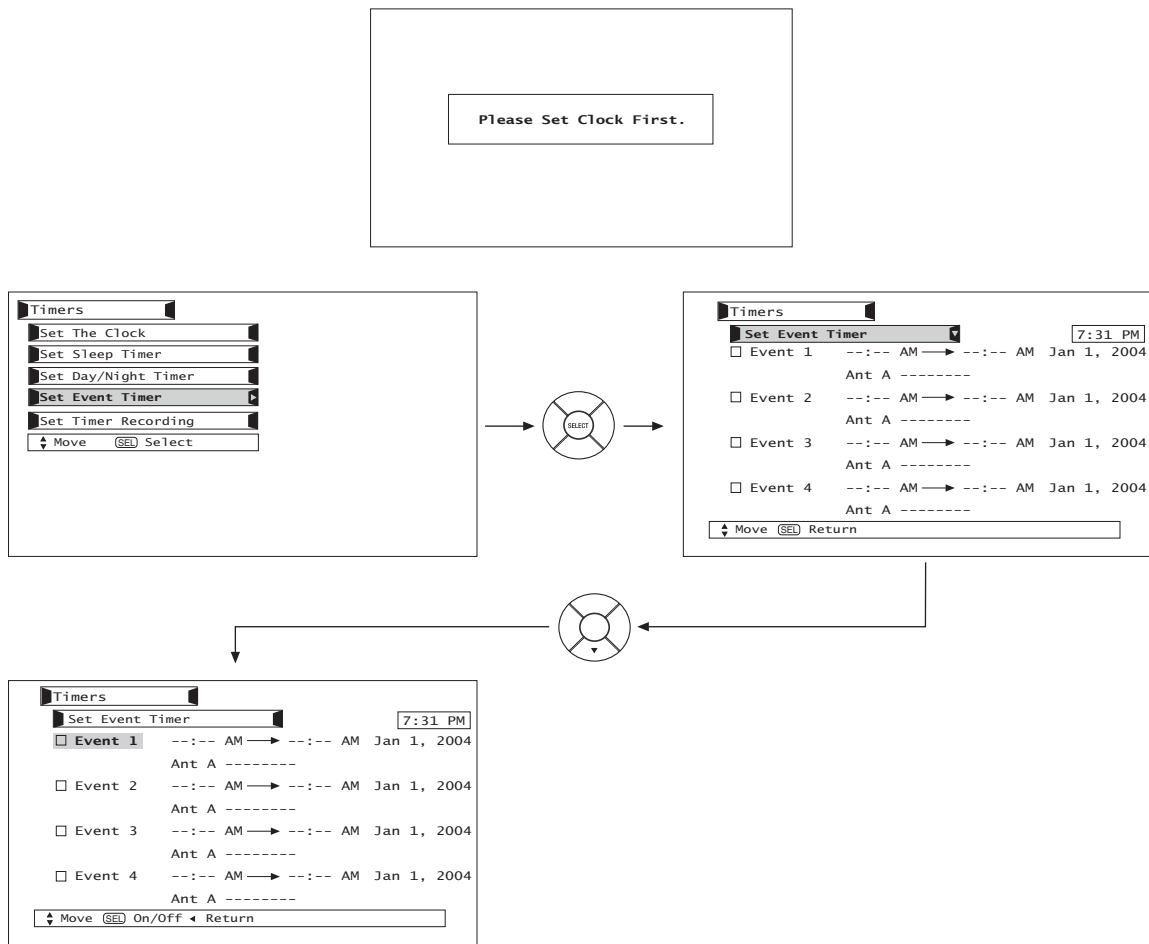 Please Set Clock First.
Timers
Set The Clock
Set Sleep Timer
Set Day/Night Timer
Set Event Timer
Set Timer Recording
Move SEL Select
SELECT
Timers
Set Event Timer 7:31 PM
Event 1 --:-- AM → --:-- AM Jan 1, 2004
Ant A --------
Event 2 --:-- AM → --:-- AM Jan 1, 2004
Ant A --------
Event 3 --:-- AM → --:-- AM Jan 1, 2004
Ant A --------
Event 4 --:-- AM → --:-- AM Jan 1, 2004
Ant A --------
Move SEL Return
Timers
Set Event Timer 7:31 PM
Event 1 --:-- AM → --:-- AM Jan 1, 2004
Ant A --------
Event 2 --:-- AM → --:-- AM Jan 1, 2004
Ant A --------
Event 3 --:-- AM → --:-- AM Jan 1, 2004
Ant A --------
Event 4 --:-- AM → --:-- AM Jan 1, 2004
Ant A --------
Move SEL On/Off ◂ Return